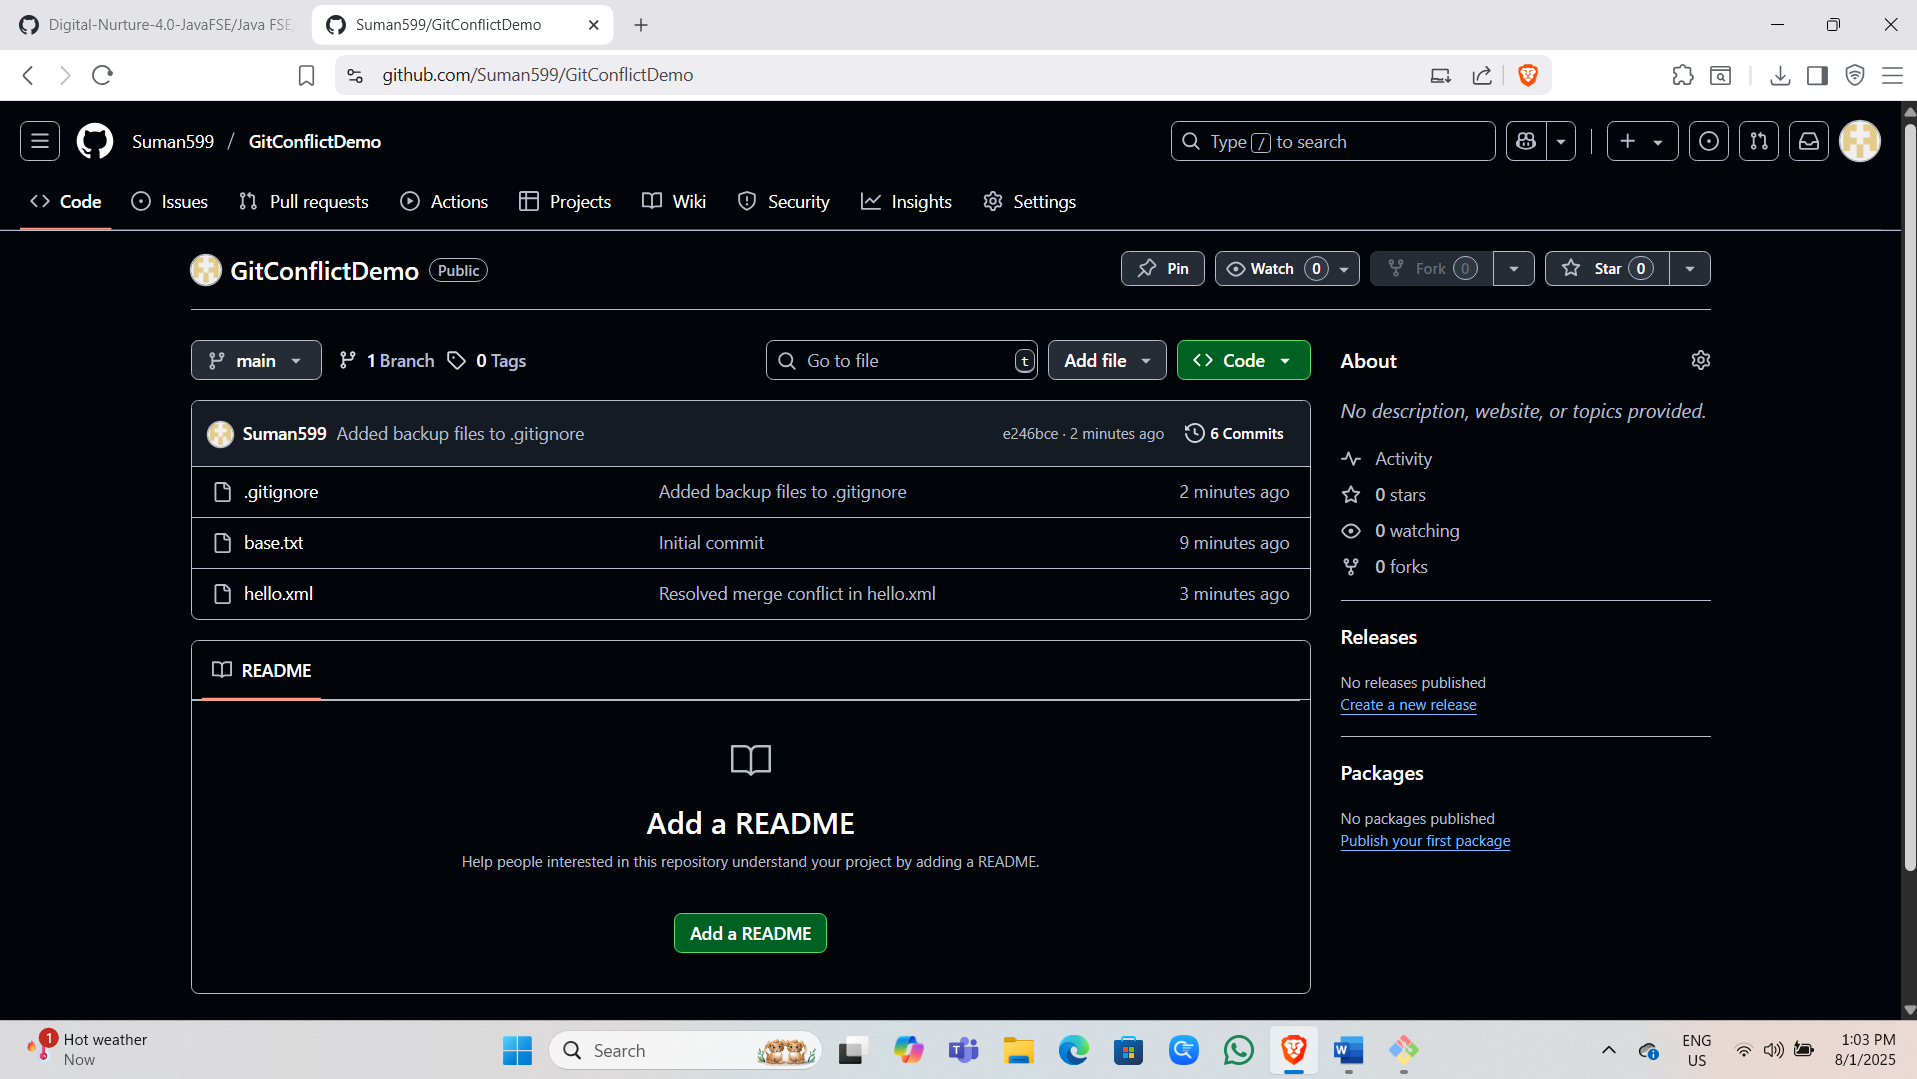 Digital-Nurture-4.0-JavaFSE/Java FSE/
Suman599/GitConflictDemo
github.com/Suman599/GitConflictDemo
Suman599 / GitConflictDemo
Type / to search
Code
Issues
Pull requests
Actions
Projects
Wiki
Security
Insights
Settings
GitConflictDemo
Public
Pin
Watch 0
Fork 0
Star 0
main
1 Branch
0 Tags
Go to file
t
Add file
Code
Suman599 Added backup files to .gitignore
e246bce · 2 minutes ago
6 Commits
.gitignore
Added backup files to .gitignore
2 minutes ago
base.txt
Initial commit
9 minutes ago
hello.xml
Resolved merge conflict in hello.xml
3 minutes ago
README
Add a README
Help people interested in this repository understand your project by adding a README.
Add a README
About
No description, website, or topics provided.
Activity
0 stars
0 watching
0 forks
Releases
No releases published
Create a new release
Packages
No packages published
Publish your first package
1
Hot weather
Now
Search
ENG
US
1:03 PM
8/1/2025